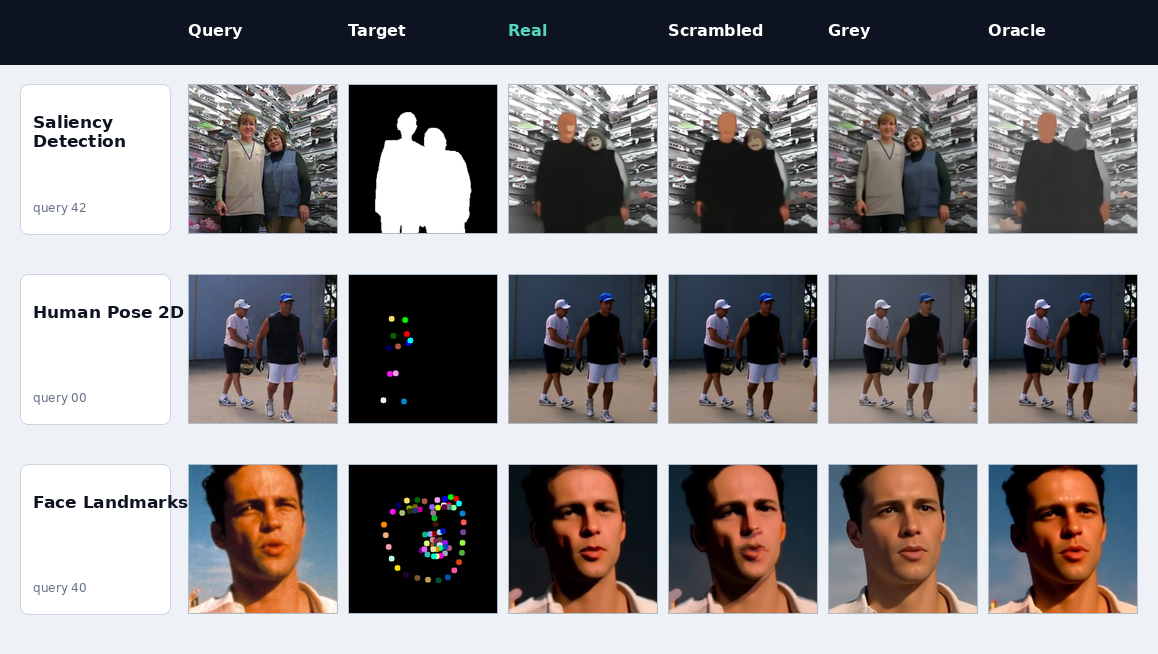 Query Target Real Scrambled Grey Oracle
Saliency
Detection
query 42
Human Pose 2D
query 00
Face Landmarks
query 40